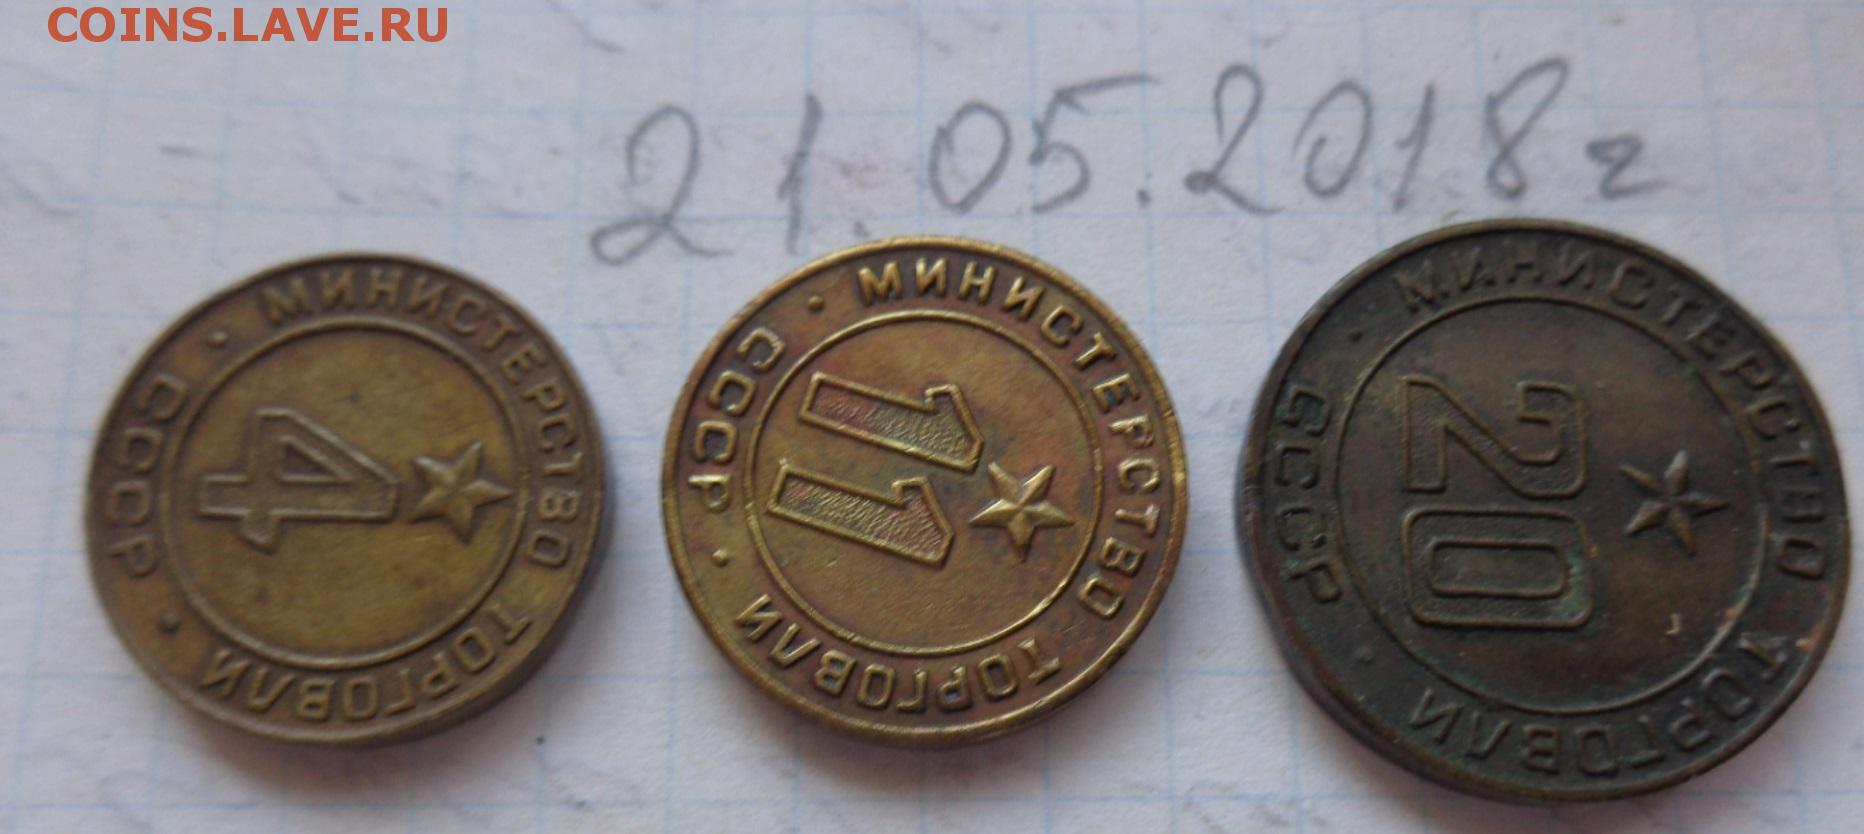 COINS.LAVE.RU
21.05.2018г
МИНИСТЕРСТВО ТОРГОВЛИ • СССР •
4
МИНИСТЕРСТВО ТОРГОВЛИ • СССР •
11
МИНИСТЕРСТВО ТОРГОВЛИ • СССР •
20